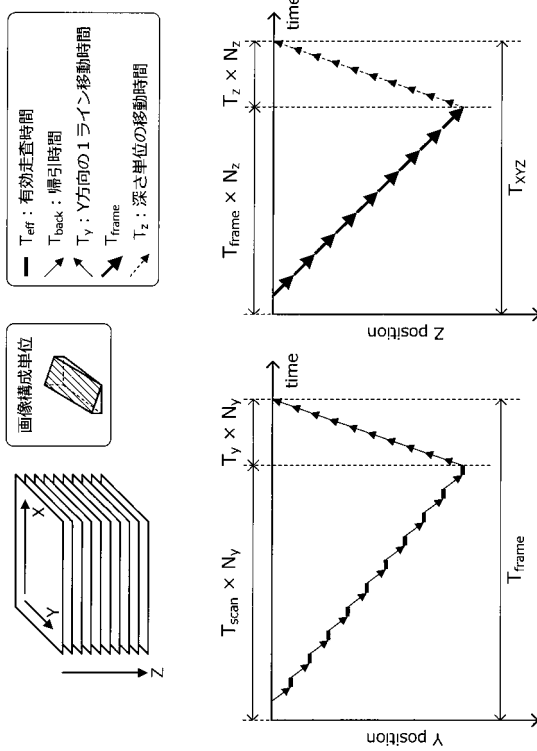 X
Y
Z
画像構成単位
T_eff：有効走査時間
T_back：帰引時間
T_y：Y方向の１ライン移動時間
T_frame
T_z：深さ単位の移動時間
T_scan × N_y
T_y × N_y
time
Y position
T_frame
T_frame × N_z
T_z × N_z
time
Z position
T_XYZ